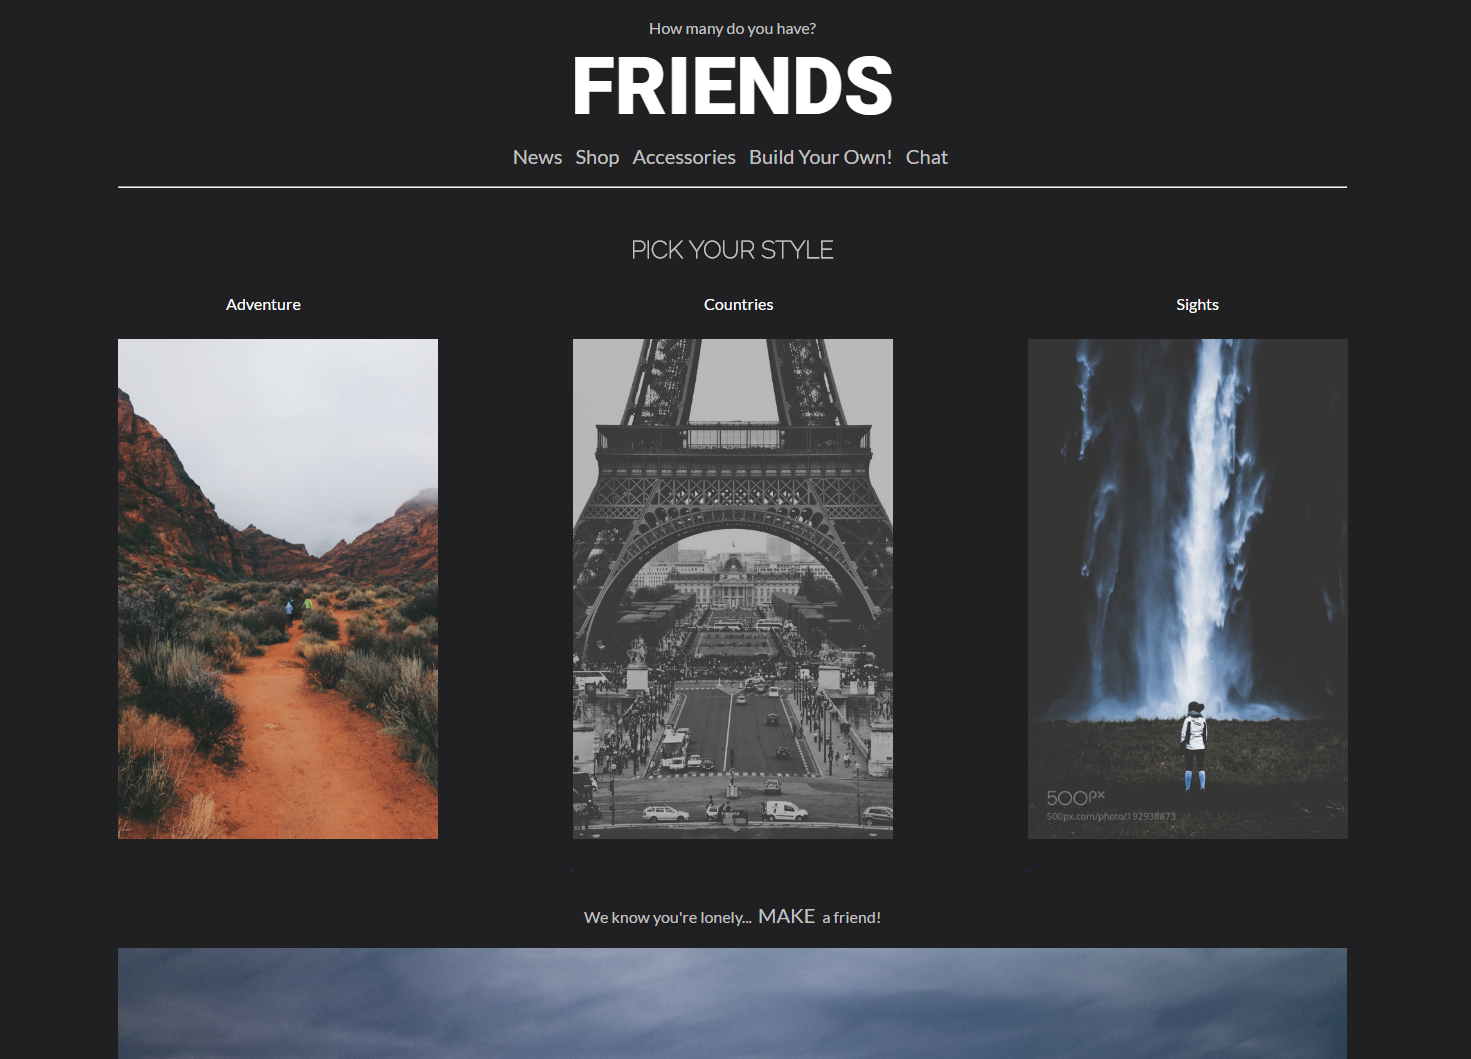 How many do you have?
FRIENDS
News Shop Accessories Build Your Own! Chat
PICK YOUR STYLE
Adventure
Countries
Sights
500px
500px.com/photo/192936873
We know you're lonely... MAKE a friend!